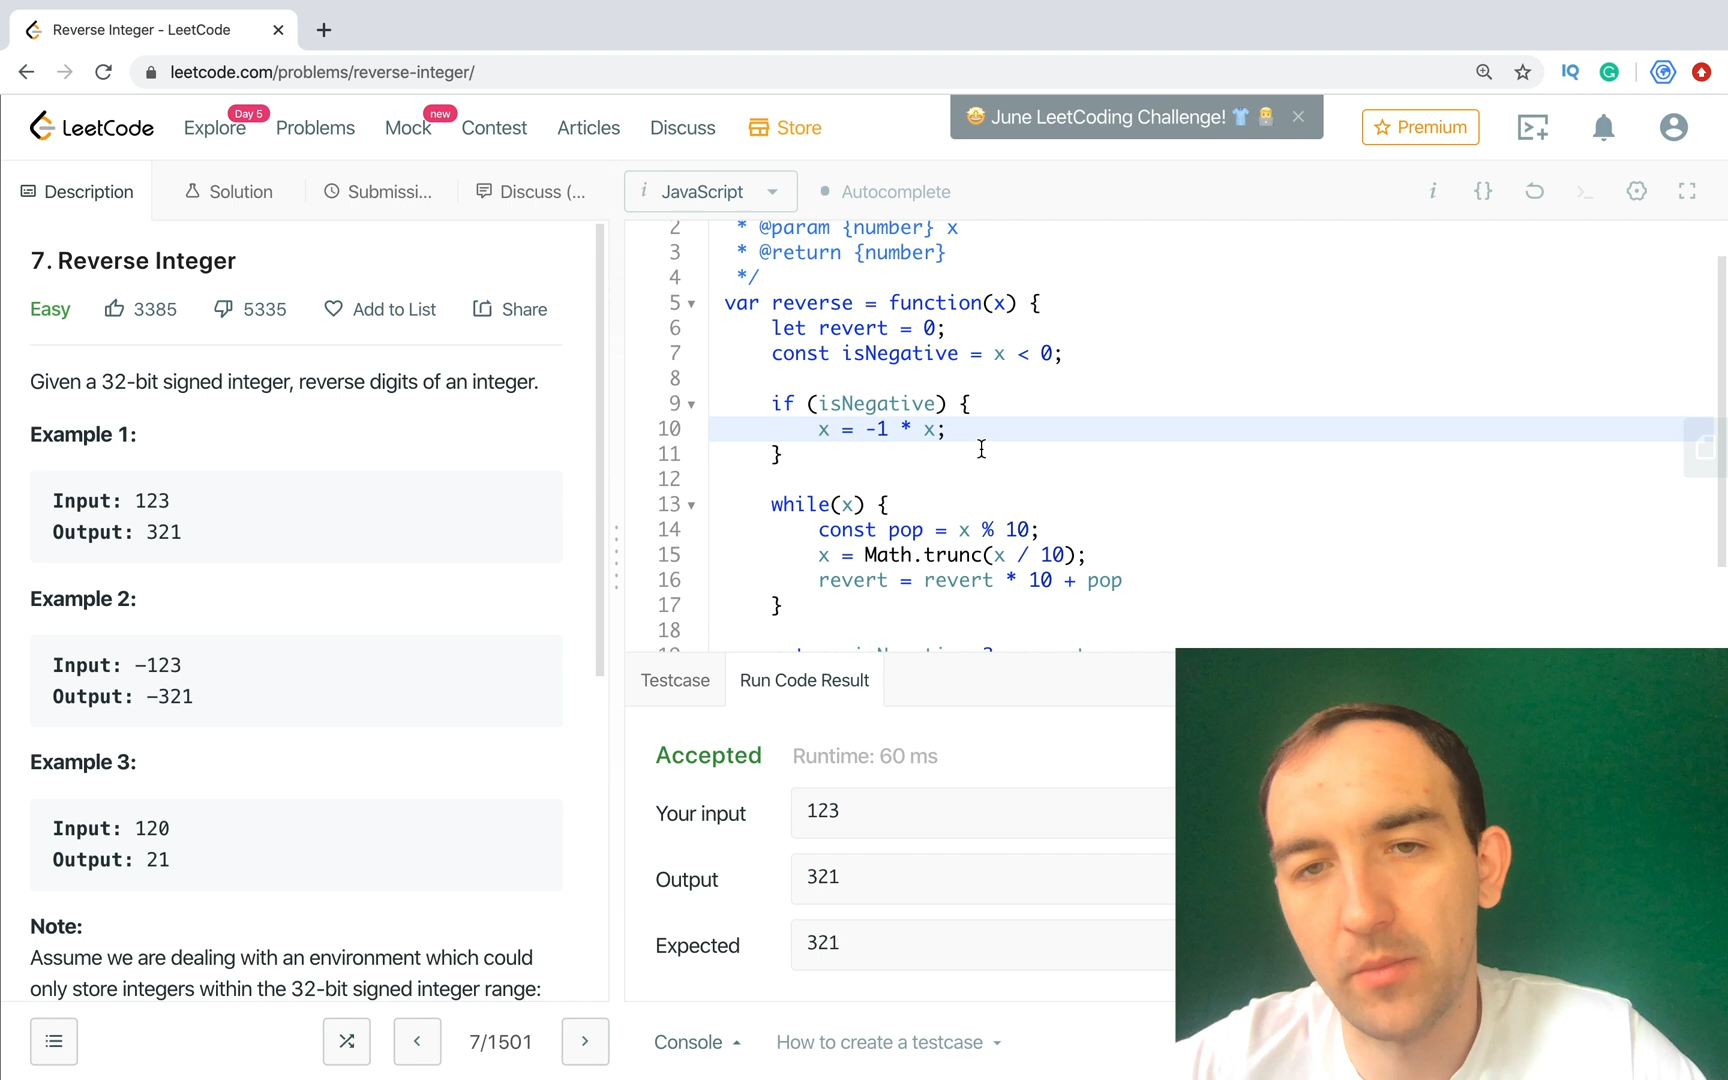 Reverse Integer - LeetCode
leetcode.com/problems/reverse-integer/
IQ
LeetCode
Explore
Day 5
Problems
Mock
new
Contest
Articles
Discuss
Store
June LeetCoding Challenge!
Premium
Description
Solution
Submissi...
Discuss (...
i JavaScript
Autocomplete
i {}
7. Reverse Integer
Easy
3385
5335
Add to List
Share
Given a 32-bit signed integer, reverse digits of an integer.
Example 1:
Input: 123
Output: 321
Example 2:
Input: −123
Output: −321
Example 3:
Input: 120
Output: 21
Note:
Assume we are dealing with an environment which could
only store integers within the 32-bit signed integer range:
7/1501
2 * @param {number} x
3 * @return {number}
4 */
5 var reverse = function(x) {
6 let revert = 0;
7 const isNegative = x < 0;
8
9 if (isNegative) {
10 x = -1 * x;
11 }
12
13 while(x) {
14 const pop = x % 10;
15 x = Math.trunc(x / 10);
16 revert = revert * 10 + pop
17 }
18
Testcase
Run Code Result
Accepted
Runtime: 60 ms
Your input
123
Output
321
Expected
321
Console
How to create a testcase